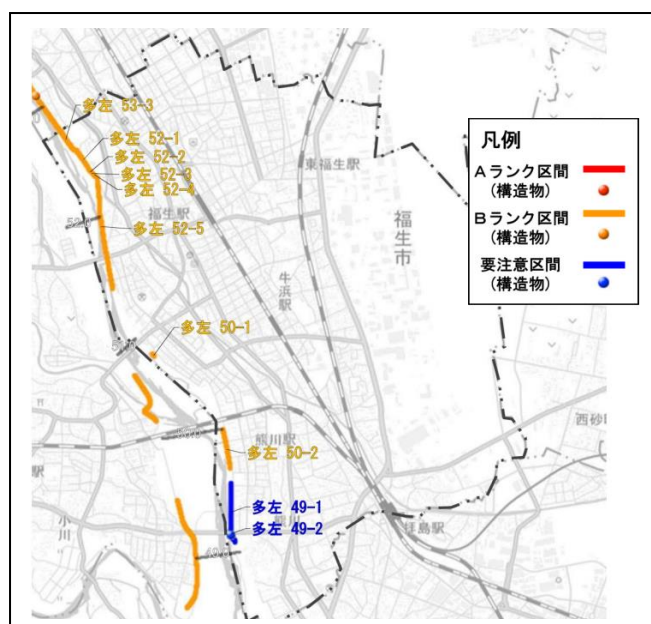 多左 53-3
多左 52-1
多左 52-2
多左 52-3
多左 52-4
福生駅
多左 52-5
東福生駅
福生市
牛浜駅
多左 50-1
熊川駅
多左 50-2
西砂町
多左 49-1
熊川
多左 49-2
拝島駅
小川
駅
凡例
Aランク区間
(構造物)
Bランク区間
(構造物)
要注意区間
(構造物)